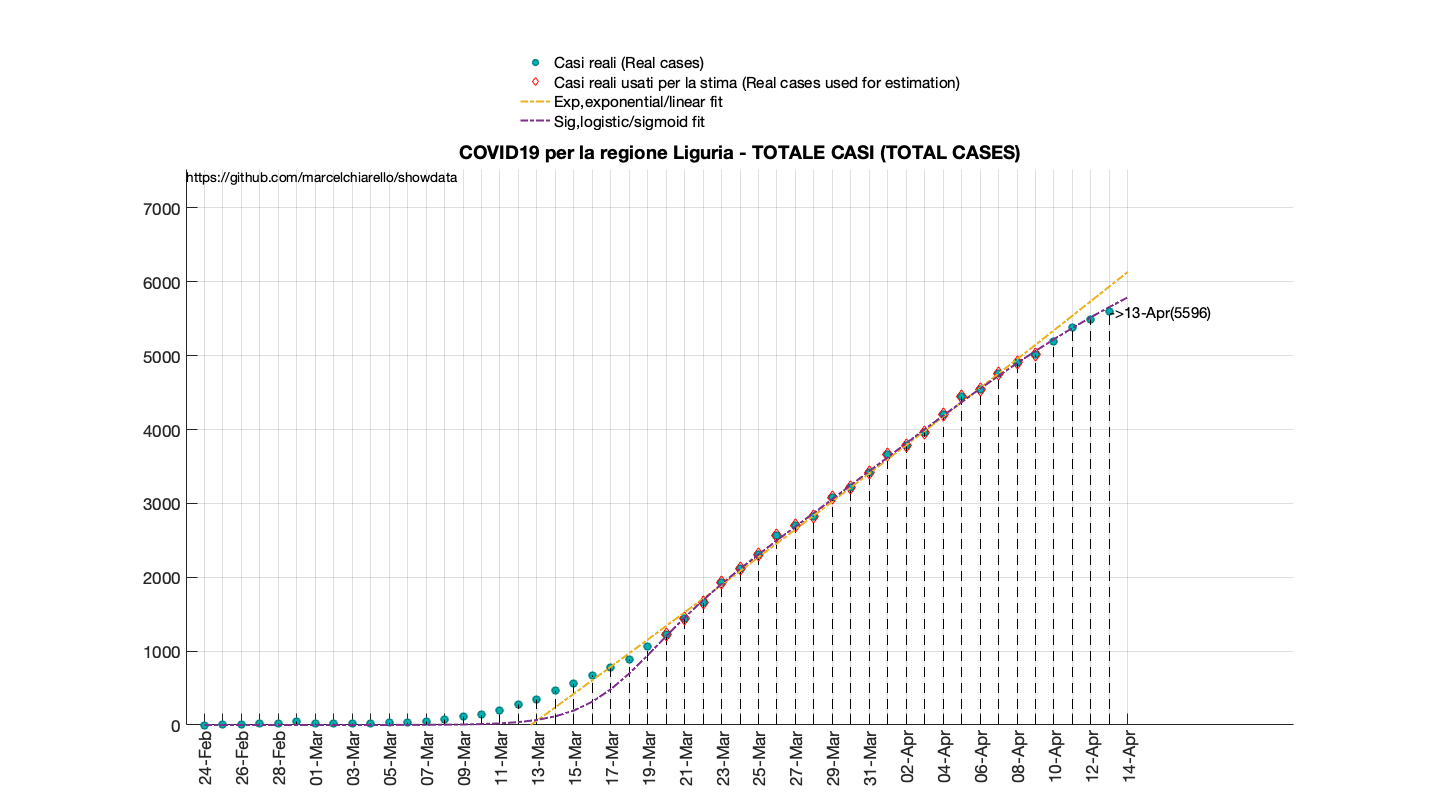 Casi reali (Real cases)
Casi reali usati per la stima (Real cases used for estimation)
Exp,exponential/linear fit
Sig,logistic/sigmoid fit
COVID19 per la regione Liguria - TOTALE CASI (TOTAL CASES)
https://github.com/marcelchiarello/showdata
7000
6000
>13-Apr(5596)
5000
4000
3000
2000
1000
0
24-Feb
26-Feb
28-Feb
01-Mar
03-Mar
05-Mar
07-Mar
09-Mar
11-Mar
13-Mar
15-Mar
17-Mar
19-Mar
21-Mar
23-Mar
25-Mar
27-Mar
29-Mar
31-Mar
02-Apr
04-Apr
06-Apr
08-Apr
10-Apr
12-Apr
14-Apr